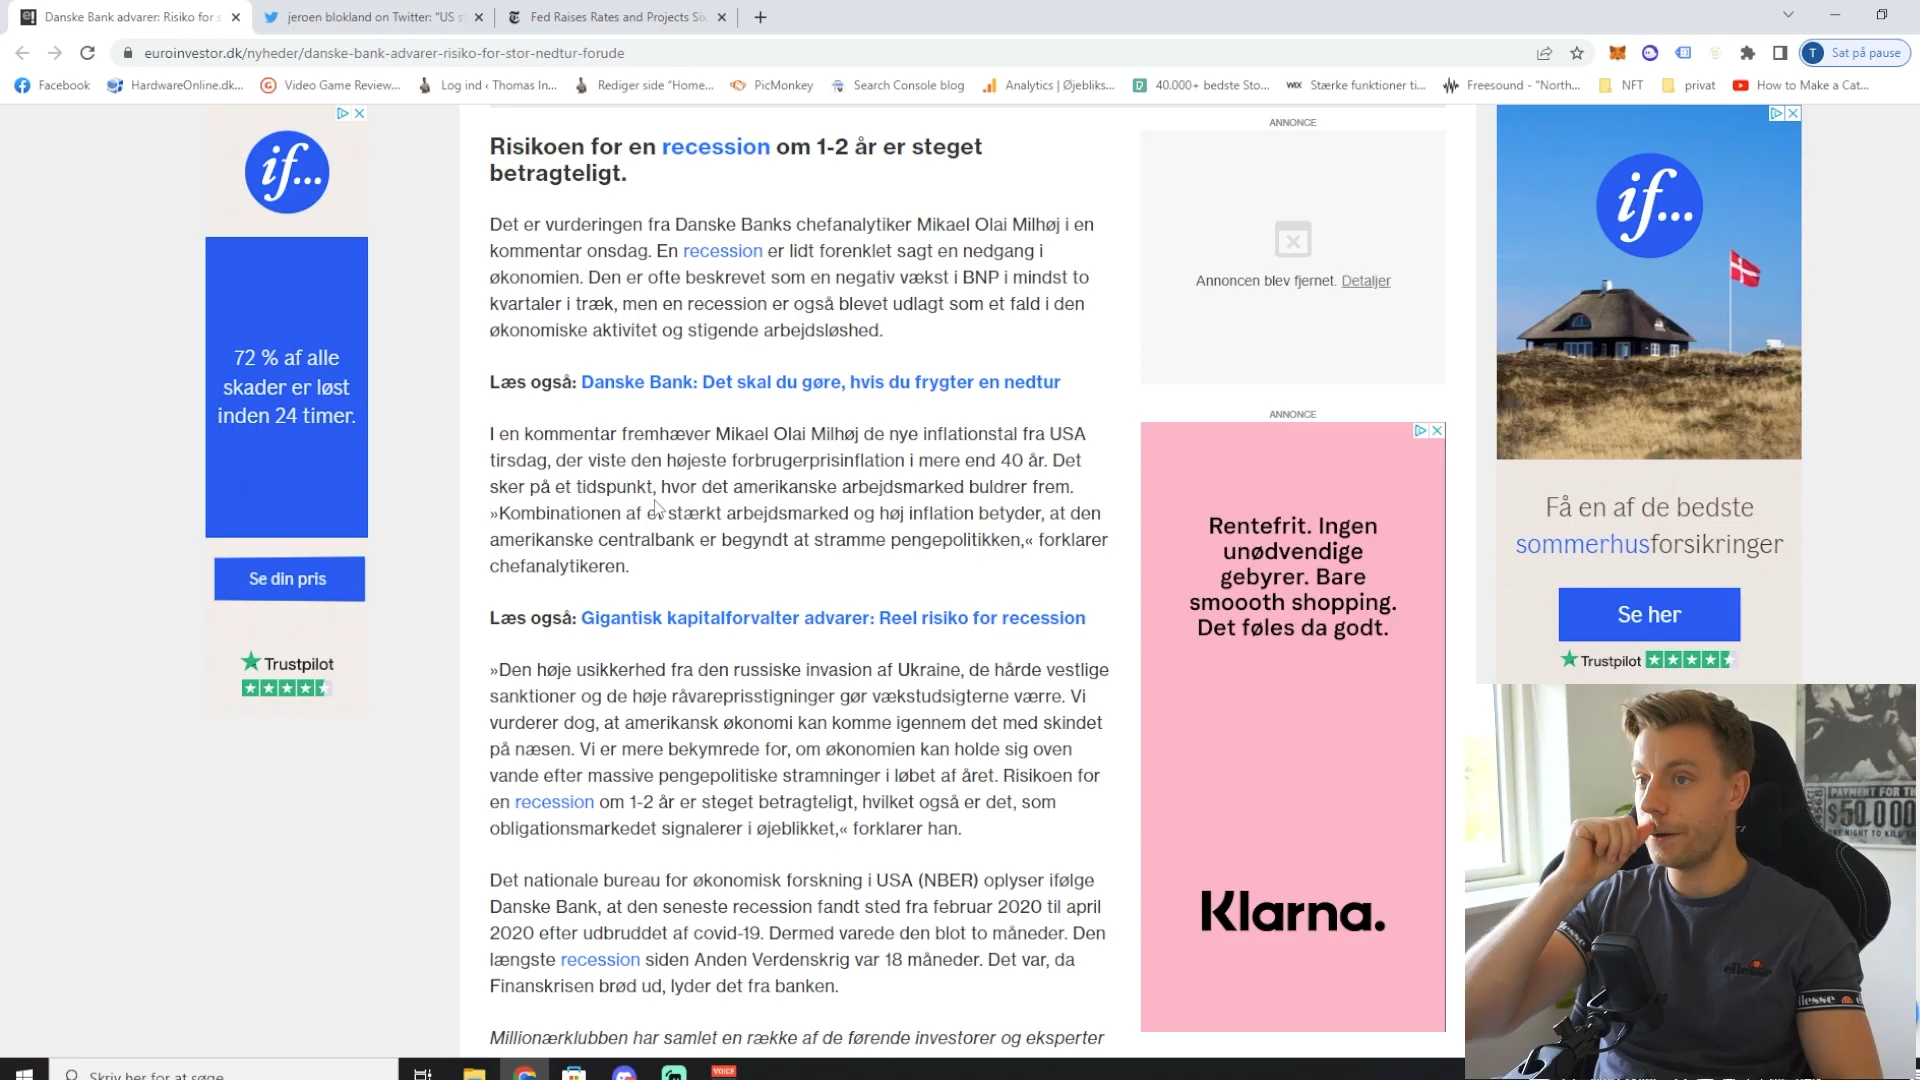 Danske Bank advarer: Risiko for s
jeroen blokland on Twitter: "US s
Fed Raises Rates and Projects Si
euroinvestor.dk/nyheder/danske-bank-advarer-risiko-for-stor-nedtur-forude
T
Sat på pause
Facebook
HardwareOnline.dk...
Video Game Review...
Log ind ‹ Thomas In...
Rediger side "Home...
PicMonkey
Search Console blog
Analytics | Øjebliks...
40.000+ bedste Sto...
WIX
Stærke funktioner ti...
Freesound - "North...
NFT
privat
How to Make a Cat...
if...
72 % af alle
skader er løst
inden 24 timer.
Se din pris
Trustpilot
Risikoen for en recession om 1-2 år er steget
betragteligt.
Det er vurderingen fra Danske Banks chefanalytiker Mikael Olai Milhøj i en
kommentar onsdag. En recession er lidt forenklet sagt en nedgang i
økonomien. Den er ofte beskrevet som en negativ vækst i BNP i mindst to
kvartaler i træk, men en recession er også blevet udlagt som et fald i den
økonomiske aktivitet og stigende arbejdsløshed.
Læs også: Danske Bank: Det skal du gøre, hvis du frygter en nedtur
I en kommentar fremhæver Mikael Olai Milhøj de nye inflationstal fra USA
tirsdag, der viste den højeste forbrugerprisinflation i mere end 40 år. Det
sker på et tidspunkt, hvor det amerikanske arbejdsmarked buldrer frem.
»Kombinationen af et stærkt arbejdsmarked og høj inflation betyder, at den
amerikanske centralbank er begyndt at stramme pengepolitikken,« forklarer
chefanalytikeren.
Læs også: Gigantisk kapitalforvalter advarer: Reel risiko for recession
»Den høje usikkerhed fra den russiske invasion af Ukraine, de hårde vestlige
sanktioner og de høje råvareprisstigninger gør vækstudsigterne værre. Vi
vurderer dog, at amerikansk økonomi kan komme igennem det med skindet
på næsen. Vi er mere bekymrede for, om økonomien kan holde sig oven
vande efter massive pengepolitiske stramninger i løbet af året. Risikoen for
en recession om 1-2 år er steget betragteligt, hvilket også er det, som
obligationsmarkedet signalerer i øjeblikket,« forklarer han.
Det nationale bureau for økonomisk forskning i USA (NBER) oplyser ifølge
Danske Bank, at den seneste recession fandt sted fra februar 2020 til april
2020 efter udbruddet af covid-19. Dermed varede den blot to måneder. Den
længste recession siden Anden Verdenskrig var 18 måneder. Det var, da
Finanskrisen brød ud, lyder det fra banken.
Millionærklubben har samlet en række af de førende investorer og eksperter
ANNONCE
Annoncen blev fjernet. Detaljer
ANNONCE
Rentefrit. Ingen
unødvendige
gebyrer. Bare
smoooth shopping.
Det føles da godt.
Klarna.
if...
Få en af de bedste
sommerhusforsikringer
Se her
Trustpilot
PAYMENT FOR TH
$50,000
ellesse
ellesse
Skriv her for at søge
VOICE